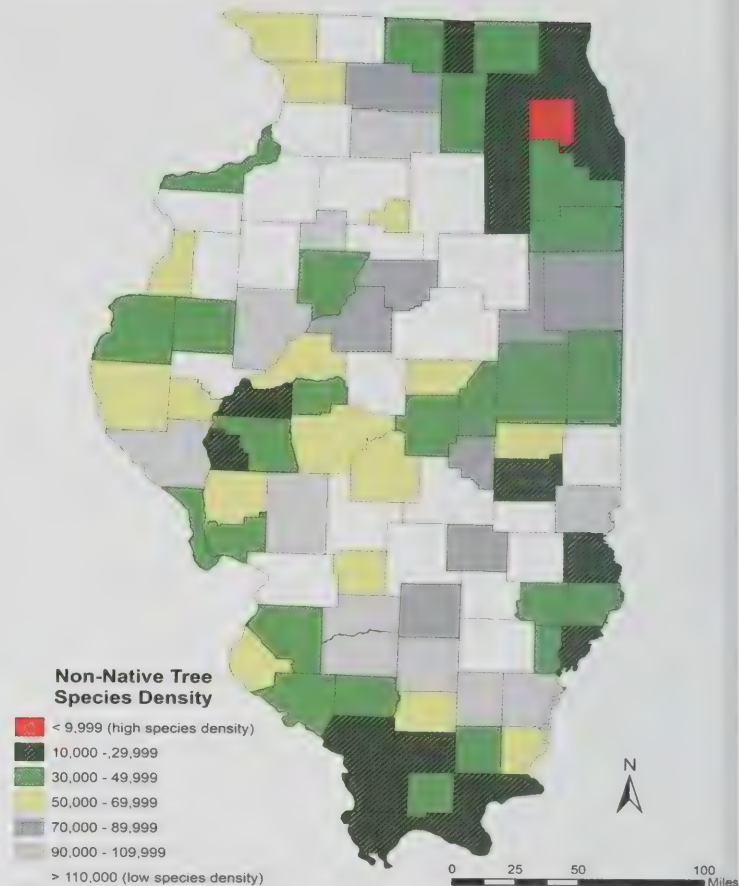 Non-Native Tree
Species Density
< 9,999 (high species density)
10,000 -,29,999
30,000 - 49,999
50,000 - 69,999
70,000 - 89,999
90,000 - 109,999
> 110,000 (low species density)
N
0 25 50 100
Miles